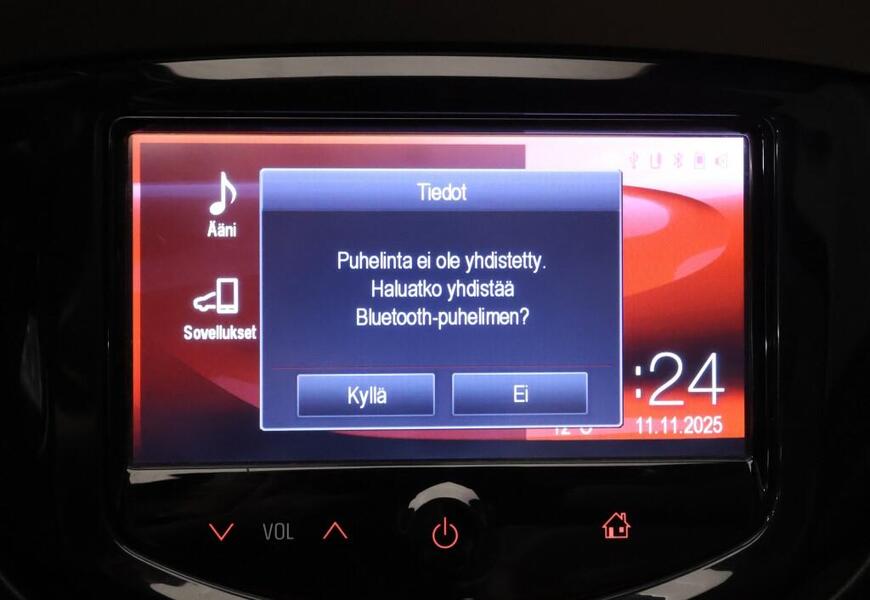 Tiedot
Ääni
Puhelinta ei ole yhdistetty.
Haluatko yhdistää
Bluetooth-puhelimen?
Sovellukset
Kyllä
Ei
:24
11.11.2025
VOL